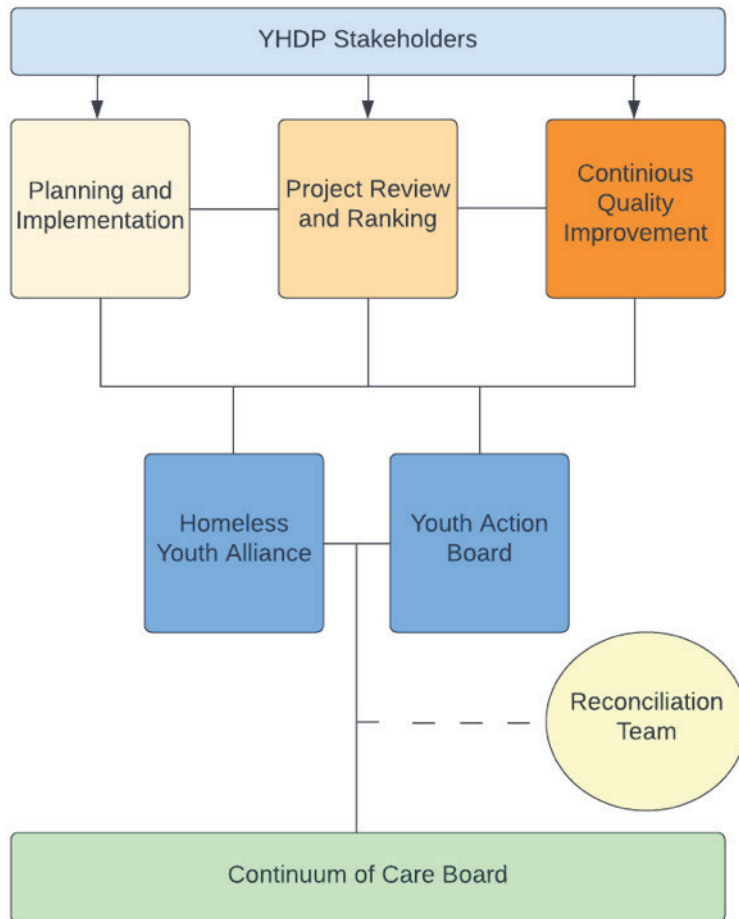 YHDP Stakeholders
Planning and
Implementation
Project Review
and Ranking
Continious
Quality
Improvement
Homeless
Youth Alliance
Youth Action
Board
Reconciliation
Team
Continuum of Care Board